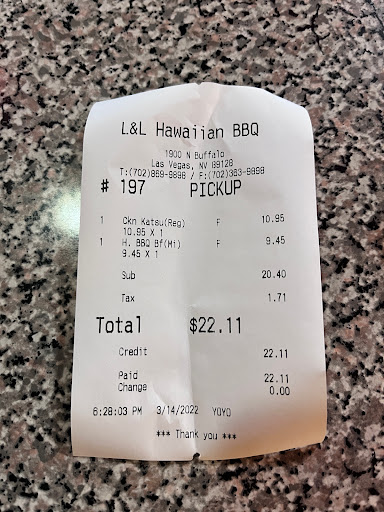 L&L Hawaiian BBQ
1900 N Buffalo
Las Vegas, NV 89128
T:(702)869-9898 / F:(702)363-9898
# 197 PICKUP
1 Ckn Katsu(Reg) F 10.95
10.95 X 1
1 H. BBQ Bf(Mi) F 9.45
9.45 X 1
Sub 20.40
Tax 1.71
Total $22.11
Credit 22.11
Paid 22.11
Change 0.00
6:28:03 PM 3/14/2022 YOYO
*** Thank you ***